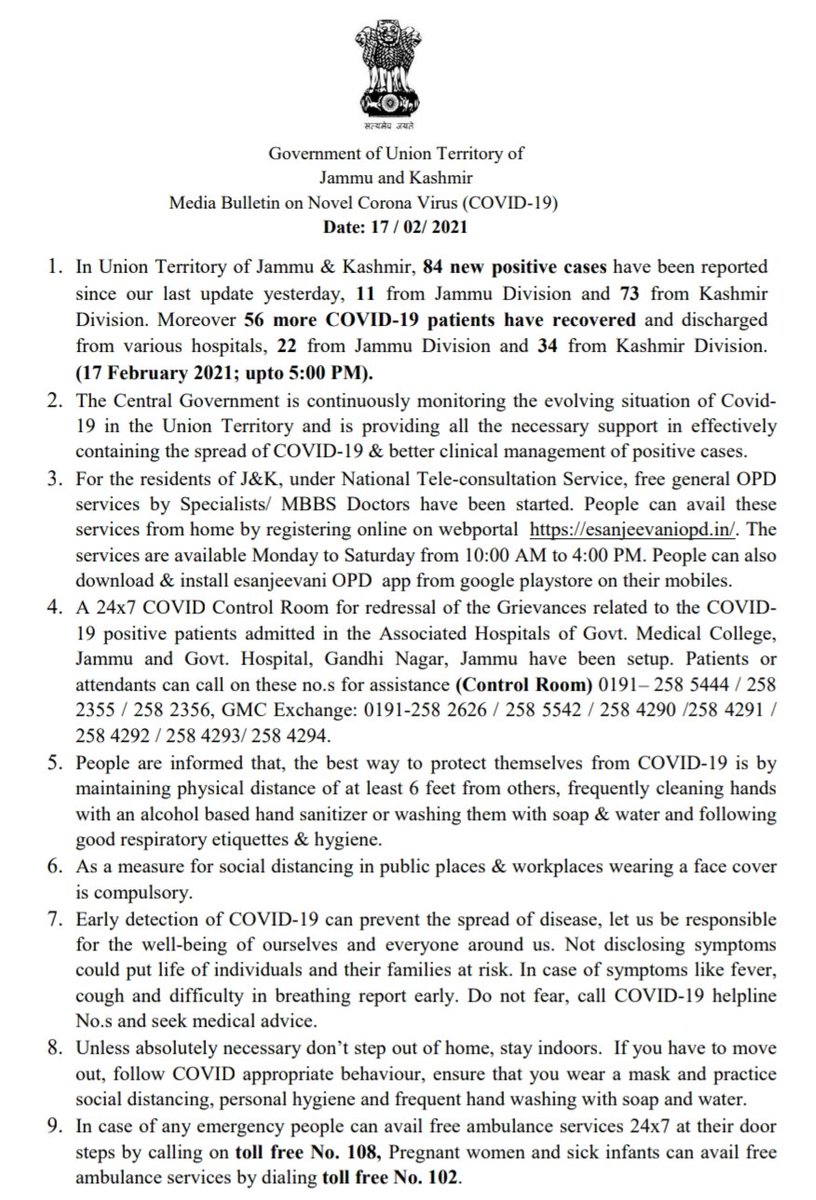 सत्यमेव जयते
Government of Union Territory of
Jammu and Kashmir
Media Bulletin on Novel Corona Virus (COVID-19)
Date: 17 / 02/ 2021
1. In Union Territory of Jammu & Kashmir, 84 new positive cases have been reported
since our last update yesterday, 11 from Jammu Division and 73 from Kashmir
Division. Moreover 56 more COVID-19 patients have recovered and discharged
from various hospitals, 22 from Jammu Division and 34 from Kashmir Division.
(17 February 2021; upto 5:00 PM).
2. The Central Government is continuously monitoring the evolving situation of Covid-
19 in the Union Territory and is providing all the necessary support in effectively
containing the spread of COVID-19 & better clinical management of positive cases.
3. For the residents of J&K, under National Tele-consultation Service, free general OPD
services by Specialists/ MBBS Doctors have been started. People can avail these
services from home by registering online on webportal https://esanjeevaniopd.in/. The
services are available Monday to Saturday from 10:00 AM to 4:00 PM. People can also
download & install esanjeevani OPD app from google playstore on their mobiles.
4. A 24x7 COVID Control Room for redressal of the Grievances related to the COVID-
19 positive patients admitted in the Associated Hospitals of Govt. Medical College,
Jammu and Govt. Hospital, Gandhi Nagar, Jammu have been setup. Patients or
attendants can call on these no.s for assistance (Control Room) 0191– 258 5444 / 258
2355 / 258 2356, GMC Exchange: 0191-258 2626 / 258 5542 / 258 4290 /258 4291 /
258 4292 / 258 4293/ 258 4294.
5. People are informed that, the best way to protect themselves from COVID-19 is by
maintaining physical distance of at least 6 feet from others, frequently cleaning hands
with an alcohol based hand sanitizer or washing them with soap & water and following
good respiratory etiquettes & hygiene.
6. As a measure for social distancing in public places & workplaces wearing a face cover
is compulsory.
7. Early detection of COVID-19 can prevent the spread of disease, let us be responsible
for the well-being of ourselves and everyone around us. Not disclosing symptoms
could put life of individuals and their families at risk. In case of symptoms like fever,
cough and difficulty in breathing report early. Do not fear, call COVID-19 helpline
No.s and seek medical advice.
8. Unless absolutely necessary don’t step out of home, stay indoors. If you have to move
out, follow COVID appropriate behaviour, ensure that you wear a mask and practice
social distancing, personal hygiene and frequent hand washing with soap and water.
9. In case of any emergency people can avail free ambulance services 24x7 at their door
steps by calling on toll free No. 108, Pregnant women and sick infants can avail free
ambulance services by dialing toll free No. 102.